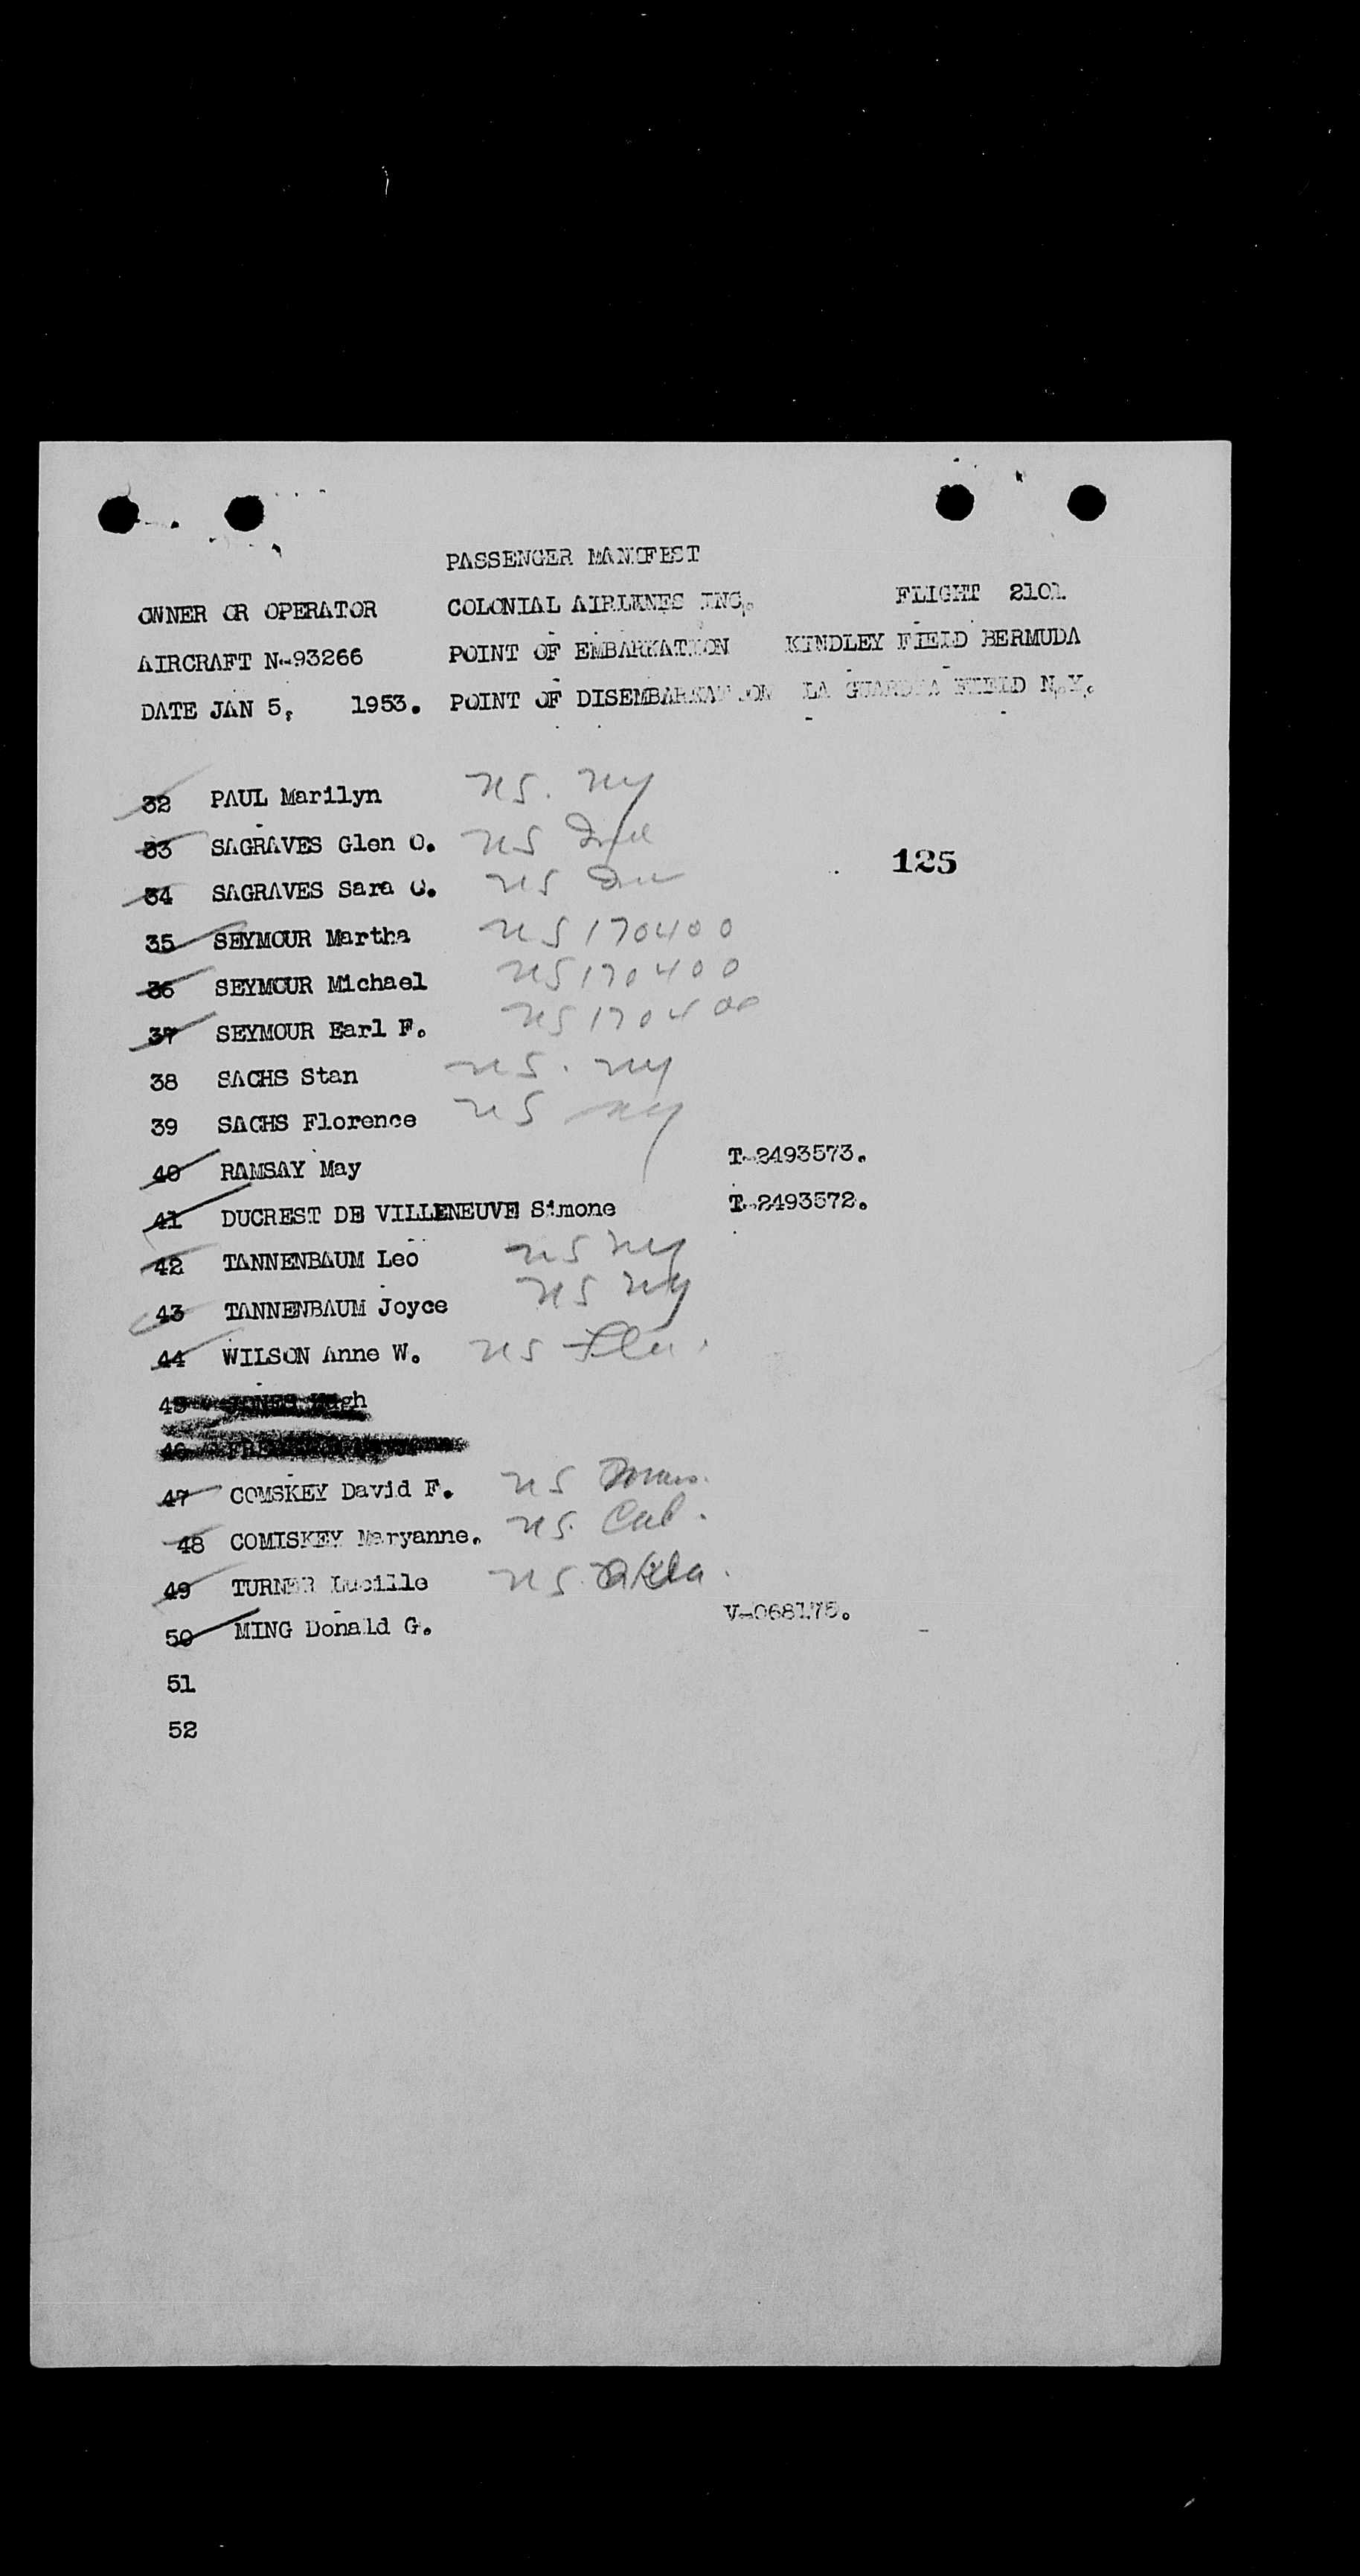 PASSENGER MANIFEST
OWNER OR OPERATOR COLONIAL AIRLINES INC. FLIGHT 2101
AIRCRAFT N-93266 POINT OF EMBARKATION KINDLEY FIELD BERMUDA
DATE JAN 5, 1953. POINT OF DISEMBARKATION LA GUARDIA FIELD N.Y.
32 PAUL Marilyn US. NY
33 SAGRAVES Glen O. US
125
34 SAGRAVES Sara O. US
35 SEYMOUR Martha US 170400
36 SEYMOUR Michael US 170400
37 SEYMOUR Earl F. US 170400
38 SACHS Stan US. NY
39 SACHS Florence US NY
40 RAMSAY May T-2493573.
41 DUCREST DE VILLENEUVE Simone T-2493572.
42 TANNENBAUM Leo US NY
43 TANNENBAUM Joyce US NY
44 WILSON Anne W. US
45 JONES Hugh
46
47 COMSKEY David F. US Mass.
48 COMISKEY Maryanne. US. Cal.
49 TURNER Lucille US Okla.
50 MING Donald G. V-068175.
51
52